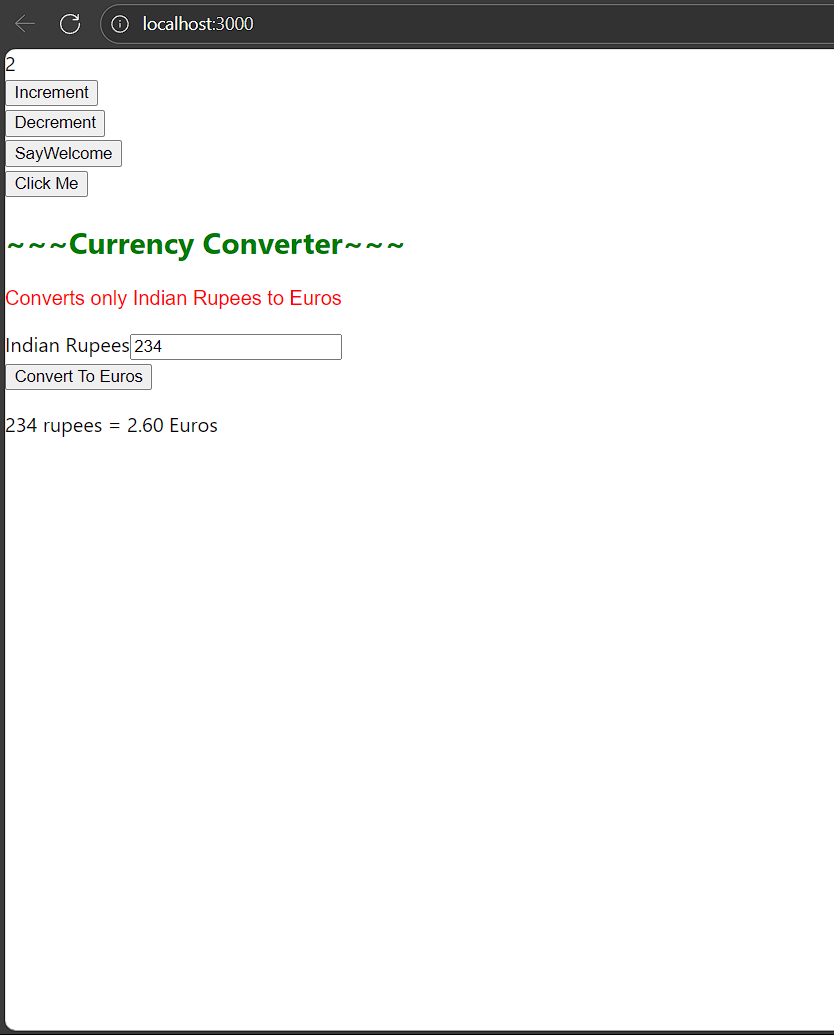 localhost:3000
2
Increment
Decrement
SayWelcome
Click Me
~~~Currency Converter~~~
Converts only Indian Rupees to Euros
Indian Rupees 234
Convert To Euros
234 rupees = 2.60 Euros